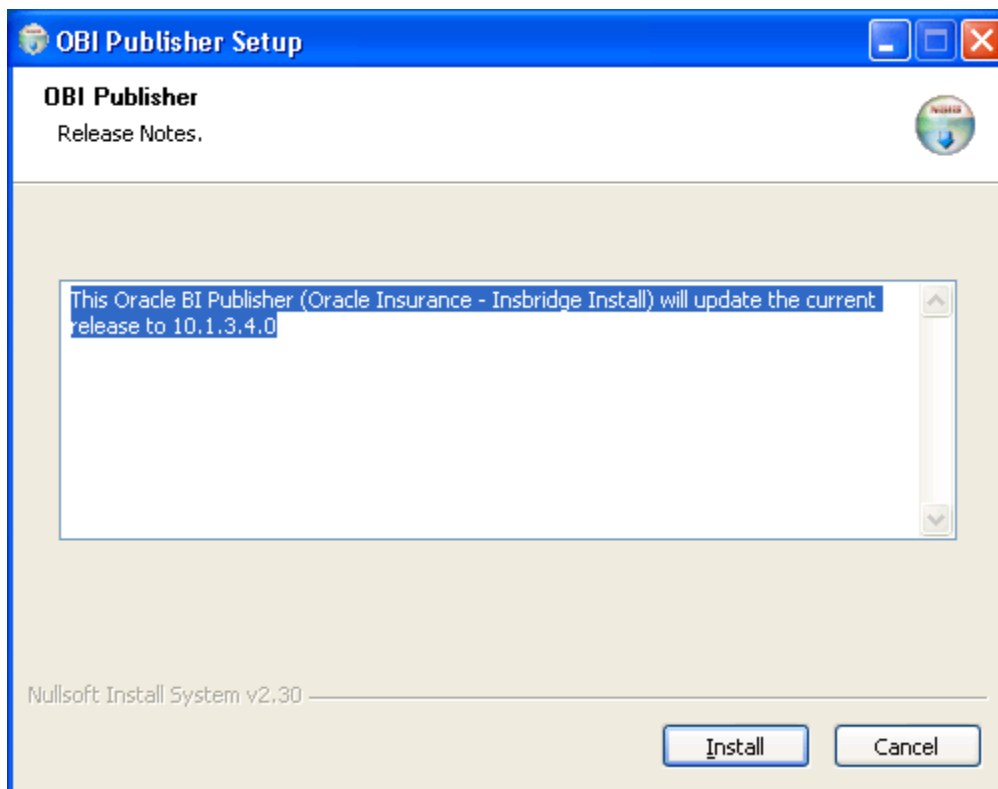 OBI Publisher Setup
OBI Publisher
Release Notes.
This Oracle BI Publisher (Oracle Insurance - Insbridge Install) will update the current
release to 10.1.3.4.0
Nullsoft Install System v2.30
Install
Cancel